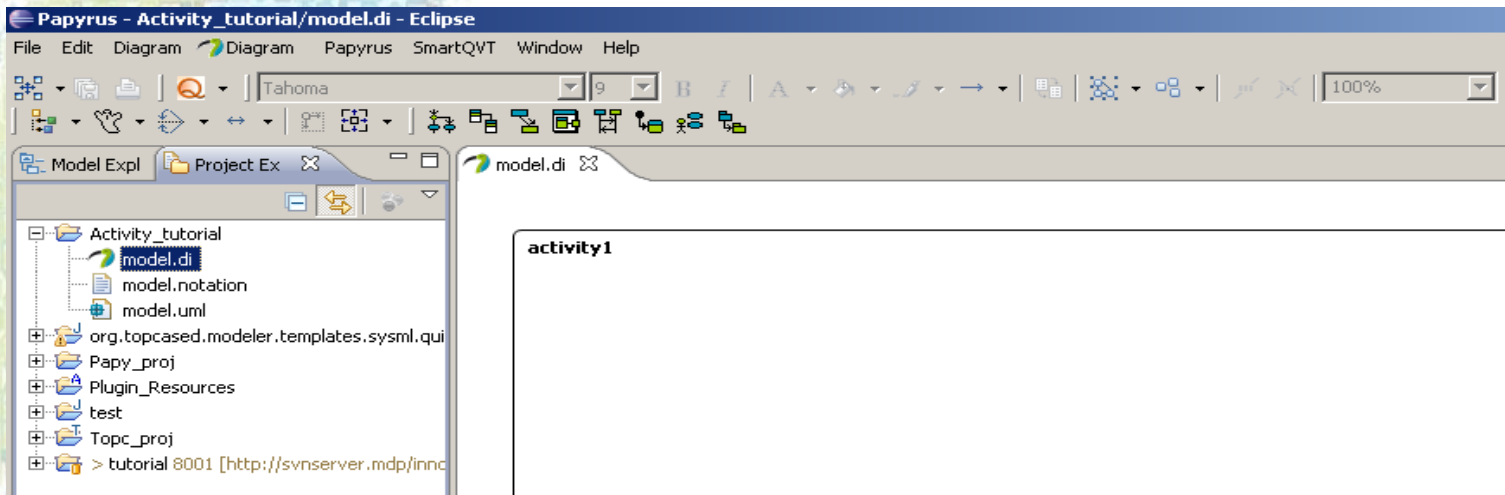 Papyrus - Activity_tutorial/model.di - Eclipse
File Edit Diagram Diagram Papyrus SmartQVT Window Help
Tahoma 9 B I A 100%
Model Expl Project Ex model.di
Activity_tutorial
activity1
model.di
model.notation
model.uml
org.topcased.modeler.templates.sysml.qui
Papy_proj
Plugin_Resources
test
Topc_proj
> tutorial 8001 [http://svnserver.mdp/inno